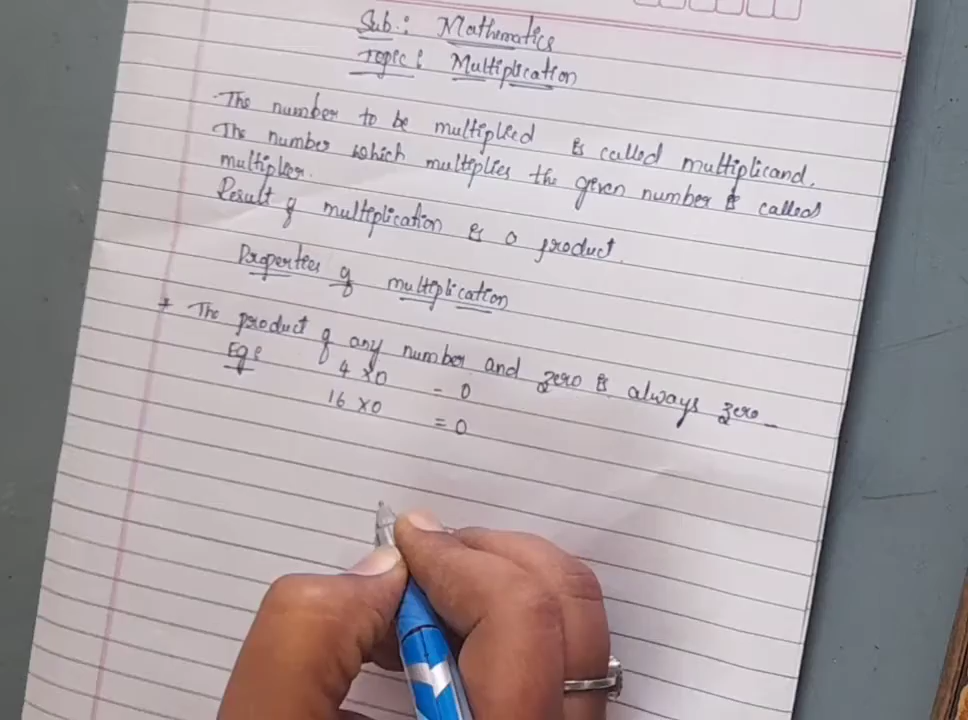 Sub : Mathematics
Topic : Multiplication
The number to be multiplied is called multiplicand.
The number which multiplies the given number is called
multiplier.
Result of multiplication is a product.
Properties of multiplication
* The product of any number and zero is always zero
Eg :
4 x 0 = 0
16 x 0 = 0